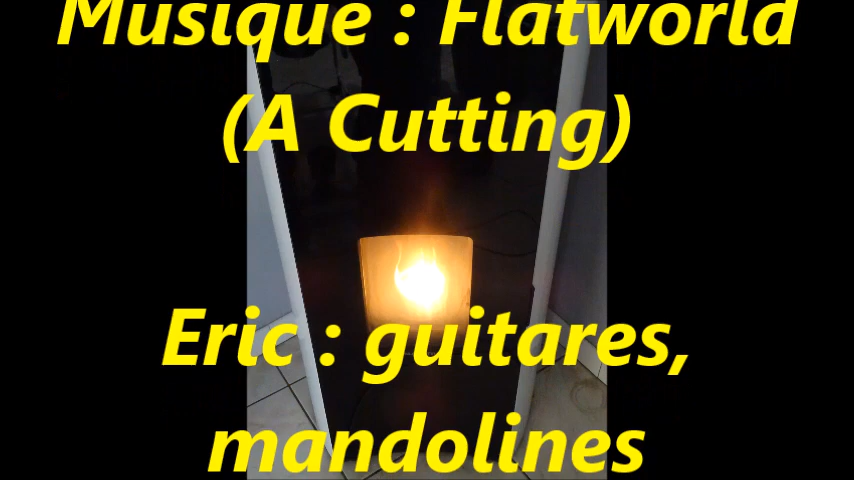 Musique : Flatworld
(A Cutting)
Eric : guitares,
mandolines